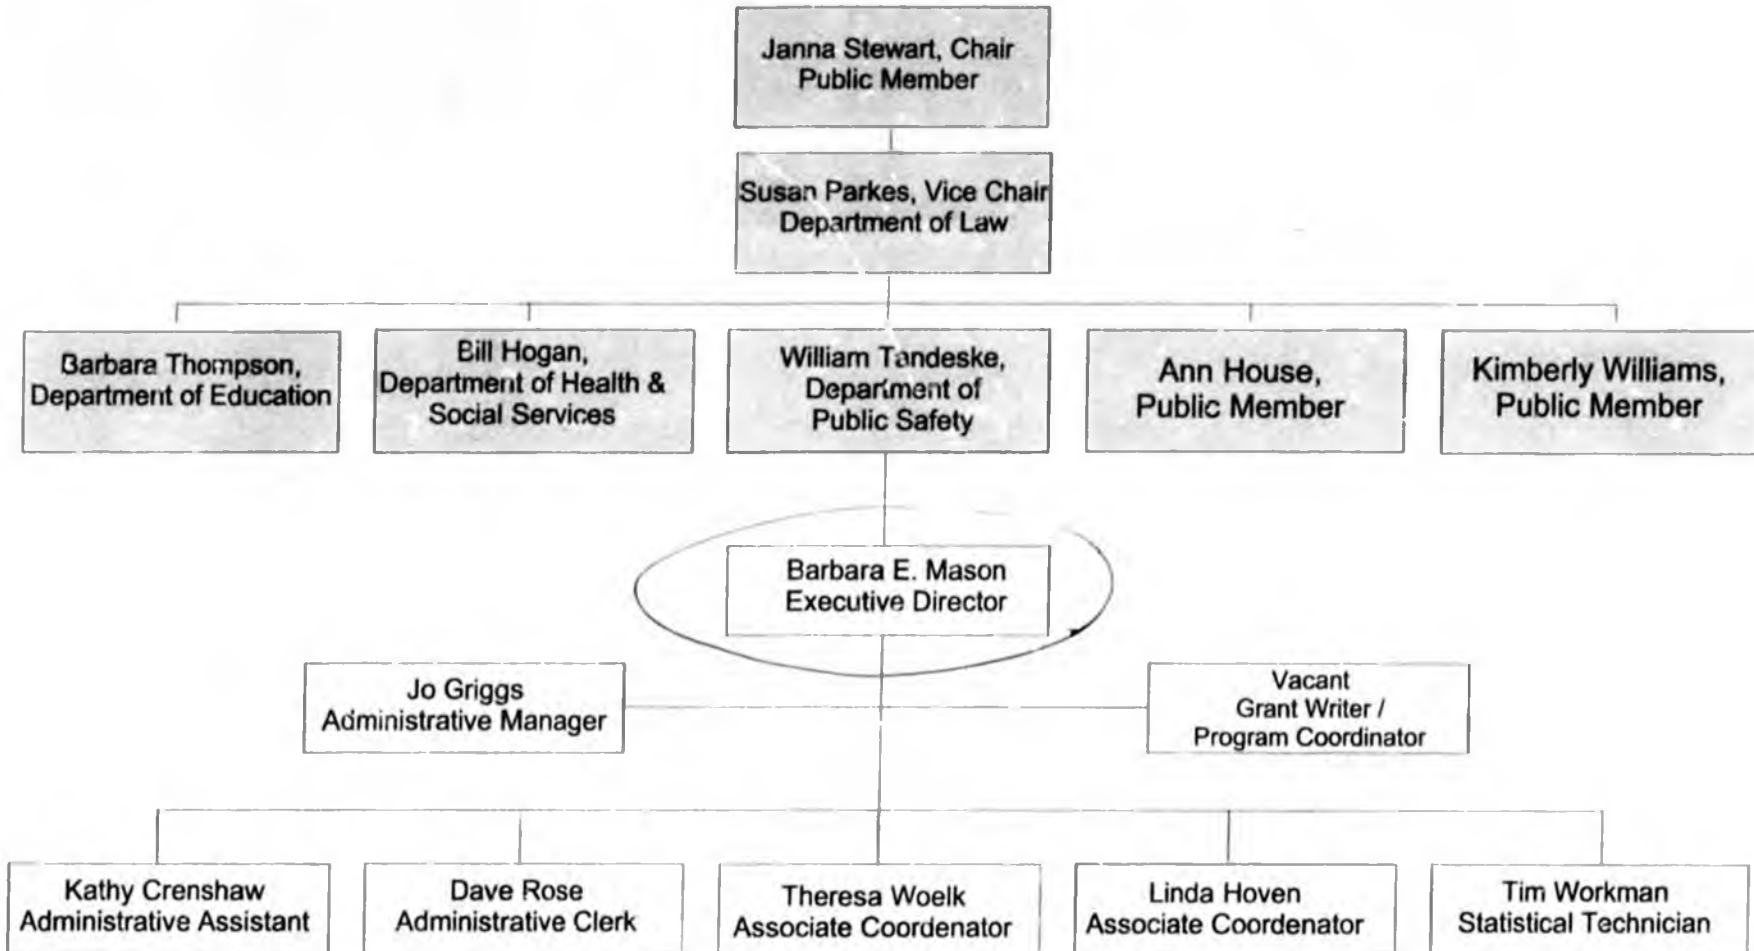 Janna Stewart, Chair
Public Member
Susan Parkes, Vice Chair
Department of Law
Barbara Thompson,
Department of Education
Bill Hogan,
Department of Health &
Social Services
William Tandeske,
Department of
Public Safety
Ann House,
Public Member
Kimberly Williams,
Public Member
Barbara E. Mason
Executive Director
Jo Griggs
Administrative Manager
Vacant
Grant Writer /
Program Coordinator
Kathy Crenshaw
Administrative Assistant
Dave Rose
Administrative Clerk
Theresa Woelk
Associate Coordenator
Linda Hoven
Associate Coordenator
Tim Workman
Statistical Technician